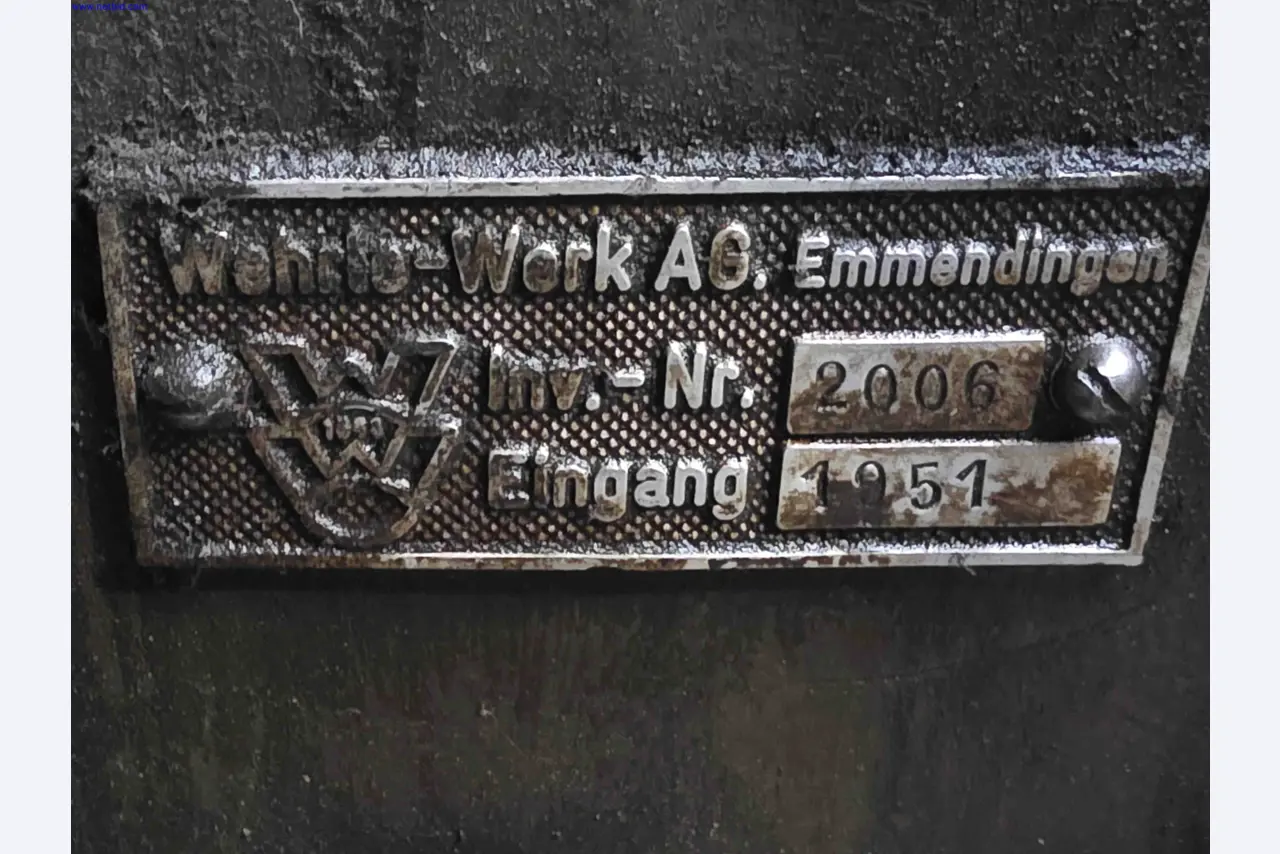 Wehrle-Werk AG. Emmendingen
Inv.-Nr. 2006
Eingang 1951